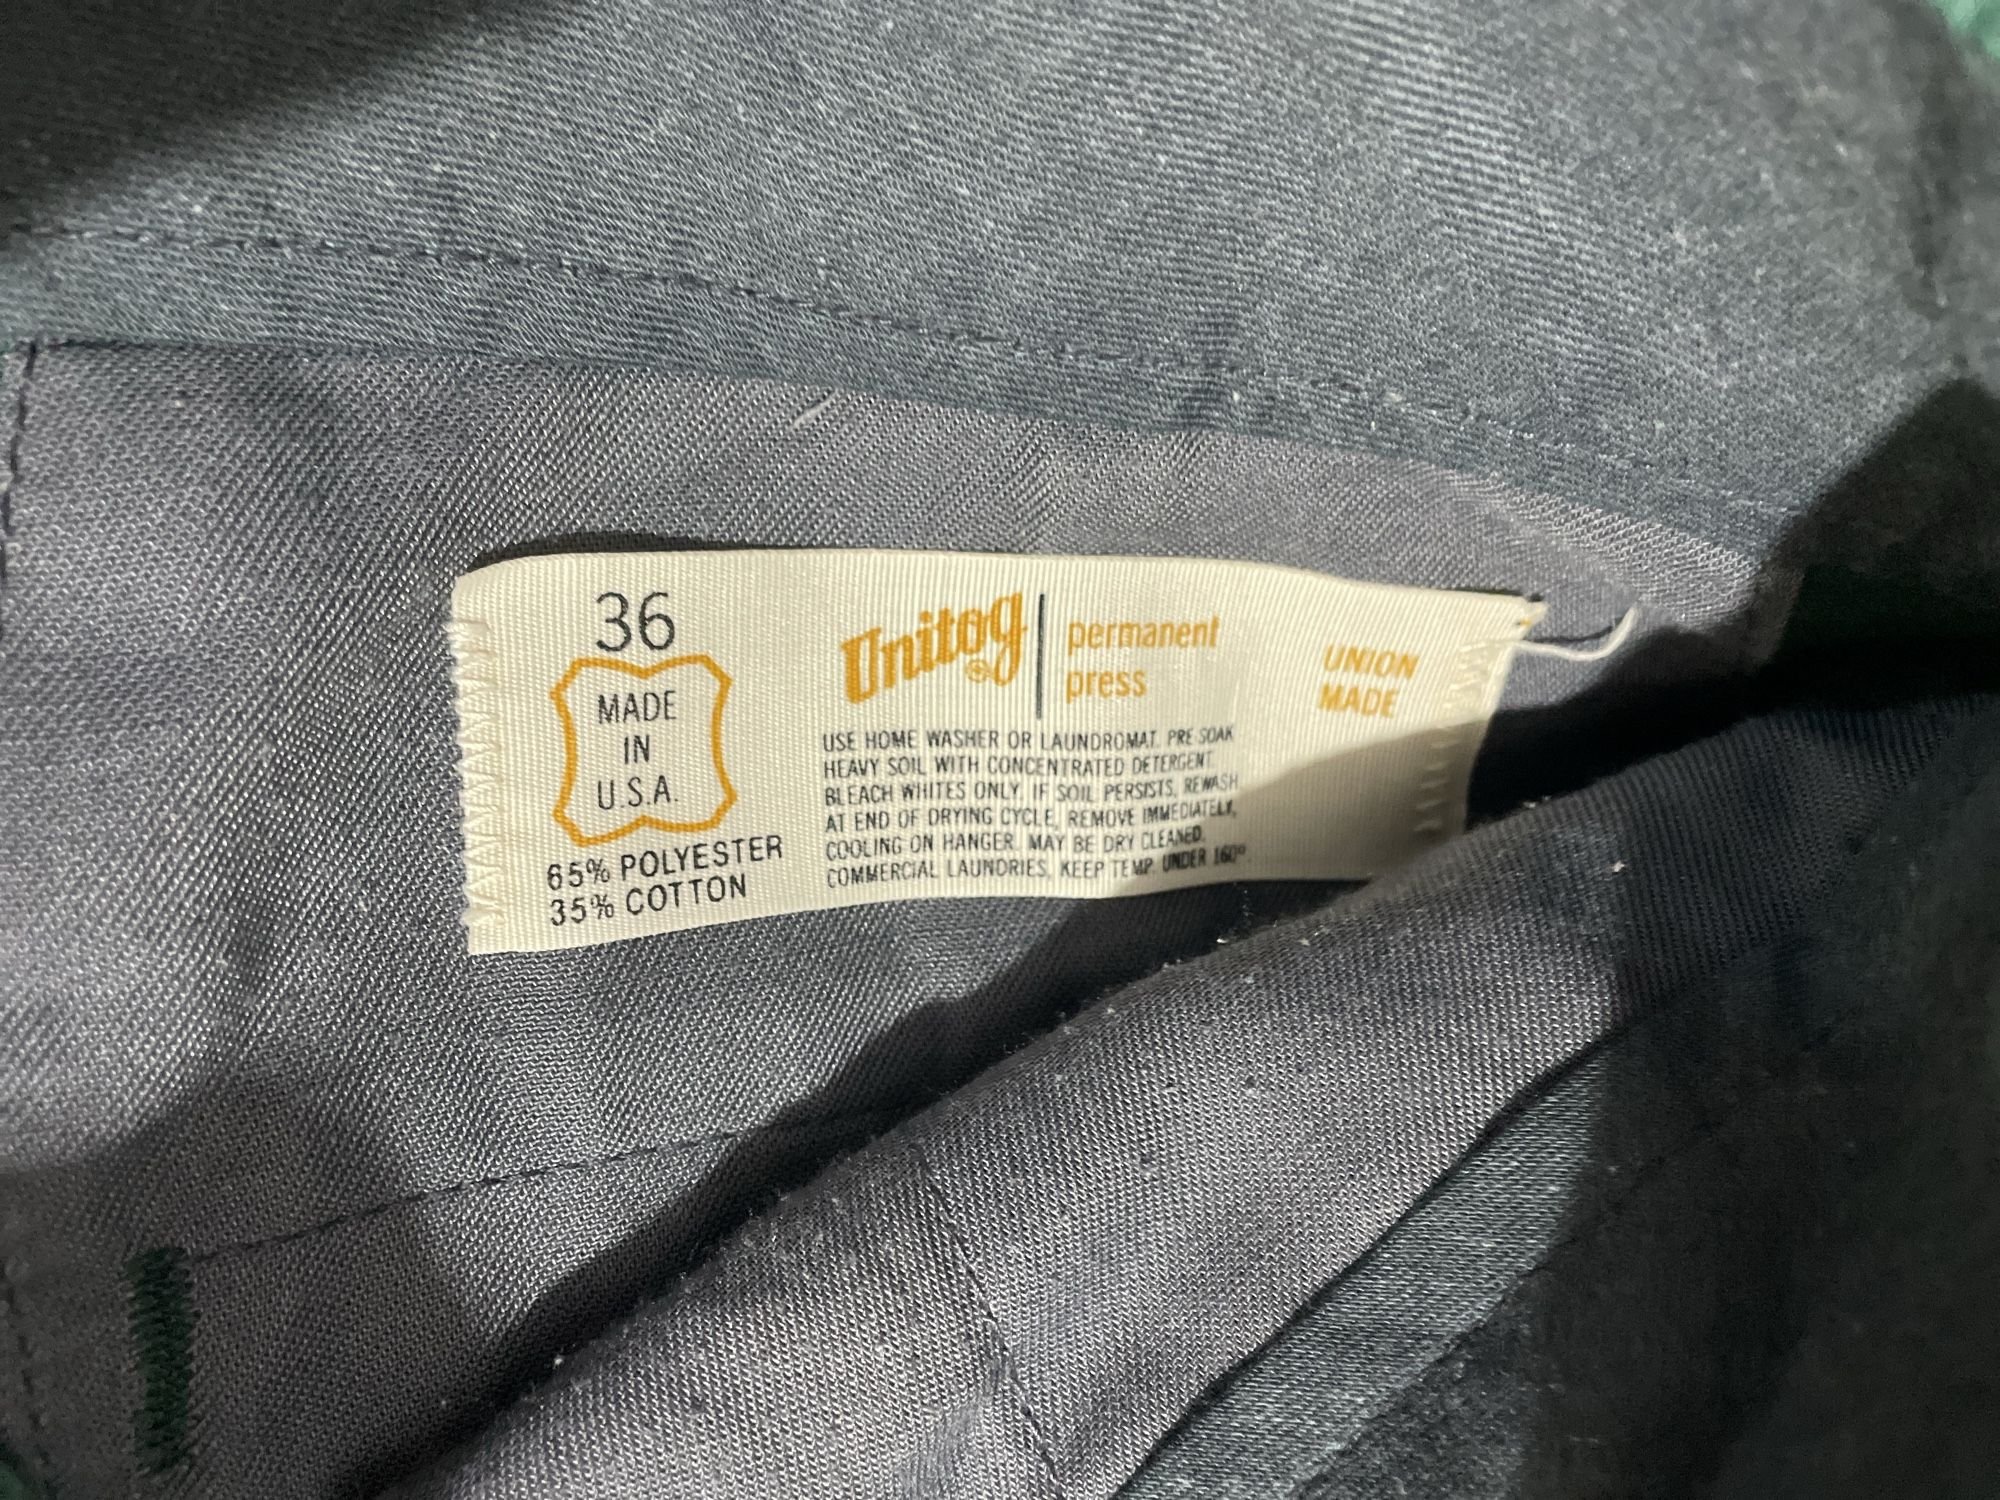 36
MADE
IN
U.S.A.
65% POLYESTER
35% COTTON
Unitog ®
permanent
press
UNION
MADE
USE HOME WASHER OR LAUNDROMAT. PRE SOAK
HEAVY SOIL WITH CONCENTRATED DETERGENT.
BLEACH WHITES ONLY. IF SOIL PERSISTS, REWASH
AT END OF DRYING CYCLE, REMOVE IMMEDIATELY,
COOLING ON HANGER. MAY BE DRY CLEANED.
COMMERCIAL LAUNDRIES, KEEP TEMP. UNDER 160°.